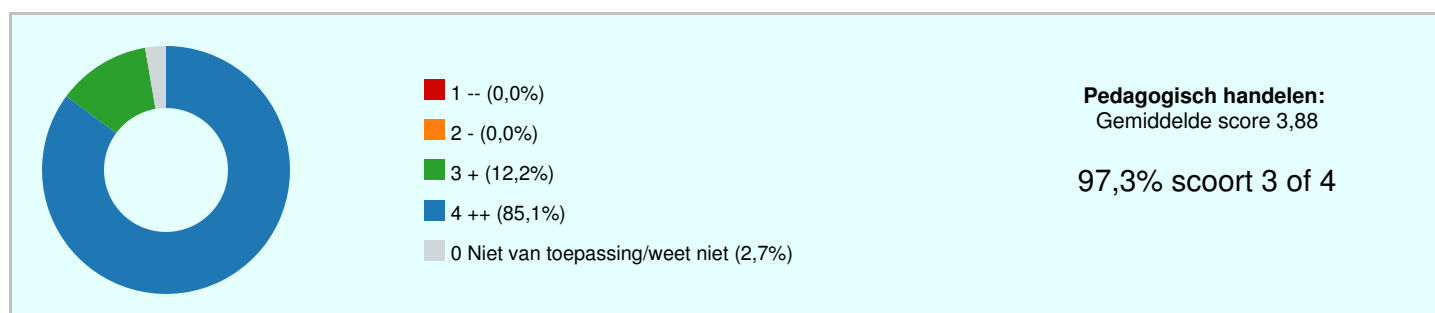 1 -- (0,0%)
2 - (0,0%)
3 + (12,2%)
4 ++ (85,1%)
0 Niet van toepassing/weet niet (2,7%)
Pedagogisch handelen:
Gemiddelde score 3,88
97,3% scoort 3 of 4